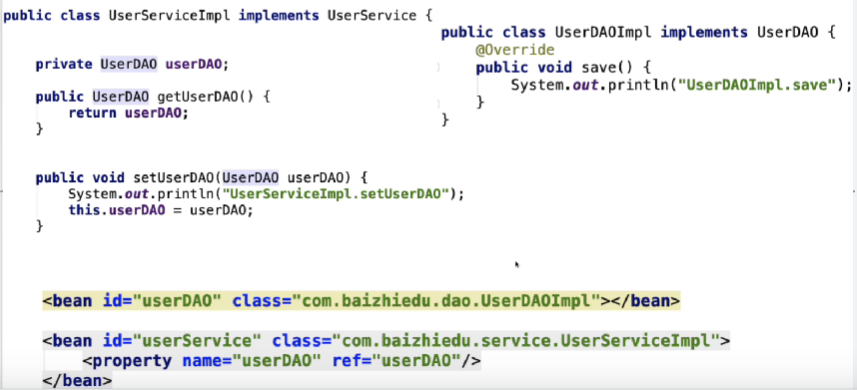 public class UserServiceImpl implements UserService {
private UserDAO userDAO;
public UserDAO getUserDAO() {
return userDAO;
}
public void setUserDAO(UserDAO userDAO) {
System.out.println("UserServiceImpl.setUserDAO");
this.userDAO = userDAO;
}
public class UserDAOImpl implements UserDAO {
@Override
public void save() {
System.out.println("UserDAOImpl.save");
}
}
<bean id="userDAO" class="com.baizhiedu.dao.UserDAOImpl"></bean>
<bean id="userService" class="com.baizhiedu.service.UserServiceImpl">
<property name="userDAO" ref="userDAO"/>
</bean>